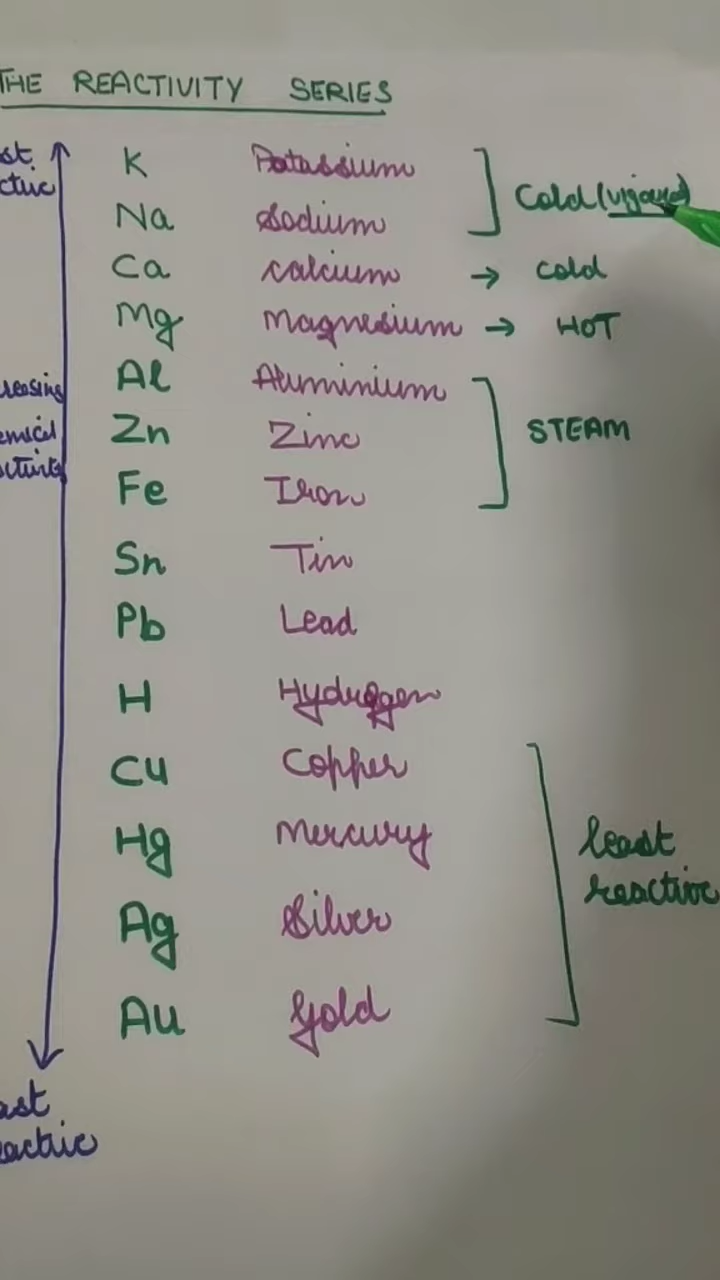 THE REACTIVITY SERIES
K Potassium
Na Sodium
Cold (vigorous)
Ca Calcium → Cold
Mg Magnesium → HOT
Al Aluminium
Zn Zinc
STEAM
Fe Iron
Sn Tin
Pb Lead
H Hydrogen
Cu Copper
Hg Mercury
Ag Silver
least
reactive
Au Gold